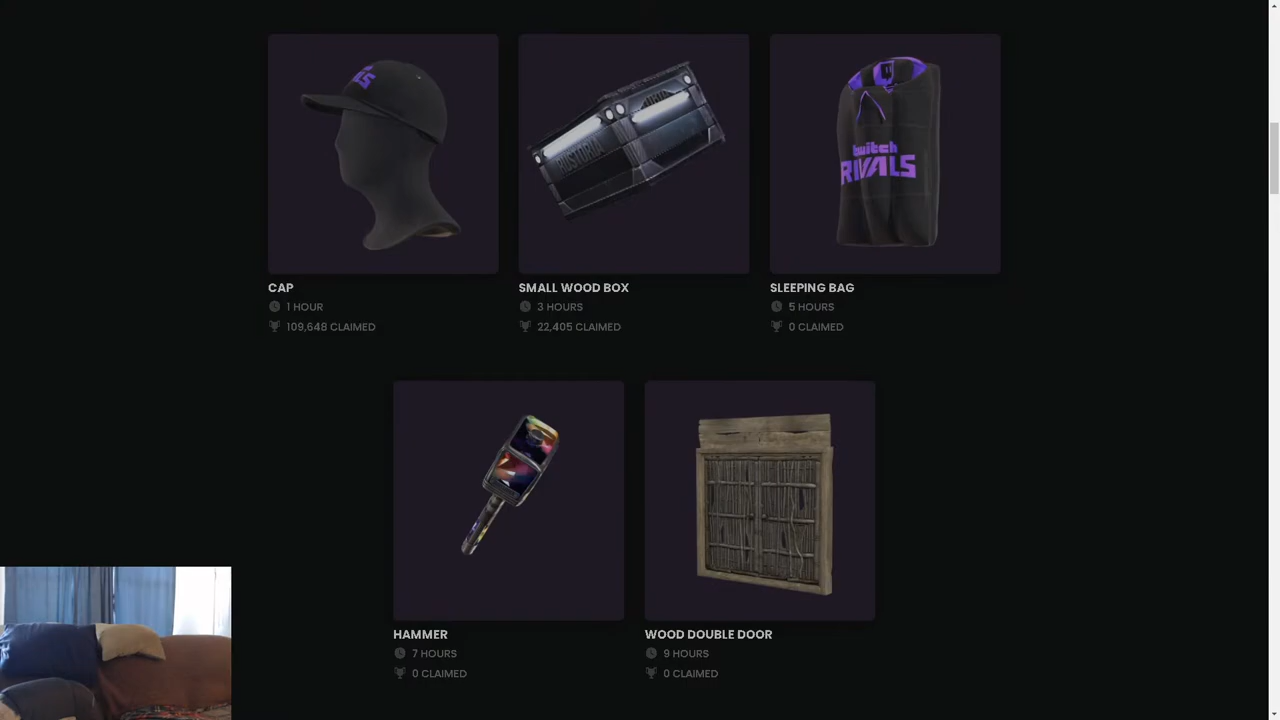 RUSTORIA
twitch
RIVALS
CAP
SMALL WOOD BOX
SLEEPING BAG
1 HOUR
3 HOURS
5 HOURS
109,648 CLAIMED
22,405 CLAIMED
0 CLAIMED
HAMMER
WOOD DOUBLE DOOR
7 HOURS
9 HOURS
0 CLAIMED
0 CLAIMED